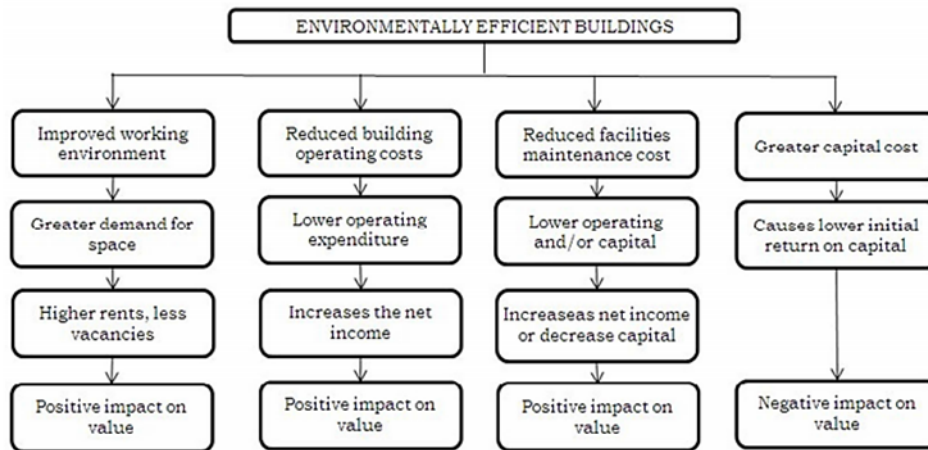 ENVIRONMENTALLY EFFICIENT BUILDINGS
Improved working
environment
Greater demand for
space
Higher rents, less
vacancies
Positive impact on
value
Reduced building
operating costs
Lower operating
expenditure
Increases the net
income
Positive impact on
value
Reduced facilities
maintenance cost
Lower operating
and/or capital
Increaseas net income
or decrease capital
Positive impact on
value
Greater capital cost
Causes lower initial
return on capital
Negative impact on
value